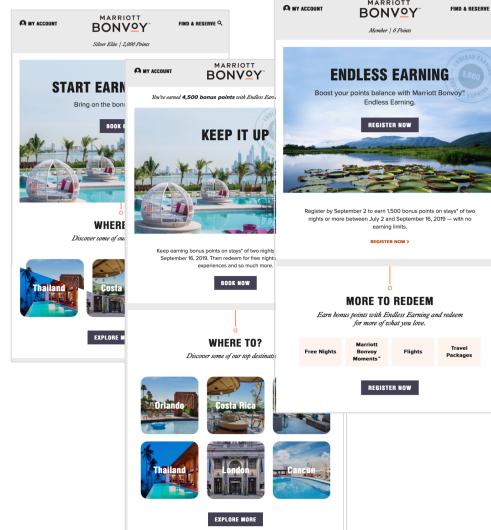 MY ACCOUNT
MARRIOTT
BONVOY
FIND & RESERVE
Silver Elite | 2,000 Points
START EARN
Bring on the bon
BOOK
WHERE
Discover some of ou
Thailand
Costa
EXPLORE M
MY ACCOUNT
MARRIOTT
BONVOY
You've earned 4,500 bonus points with Endless Earn
KEEP IT UP
Keep earning bonus points on stays* of two nights
September 16, 2019. Then redeem for free nights
experiences and so much more.
BOOK NOW
WHERE TO?
Discover some of our top destinat
Orlando
Costa Rica
Thailand
London
Cancun
EXPLORE MORE
MY ACCOUNT
MARRIOTT
BONVOY™
FIND & RESERVE
Member | 0 Points
ENDLESS EARNING
1,500
Boost your points balance with Marriott Bonvoy™
Endless Earning.
REGISTER NOW
Register by September 2 to earn 1,500 bonus points on stays* of two
nights or more between July 2 and September 16, 2019 — with no
earning limits.
REGISTER NOW >
MORE TO REDEEM
Earn bonus points with Endless Earning and redeem
for more of what you love.
Free Nights
Marriott
Bonvoy
Moments™
Flights
Travel
Packages
REGISTER NOW